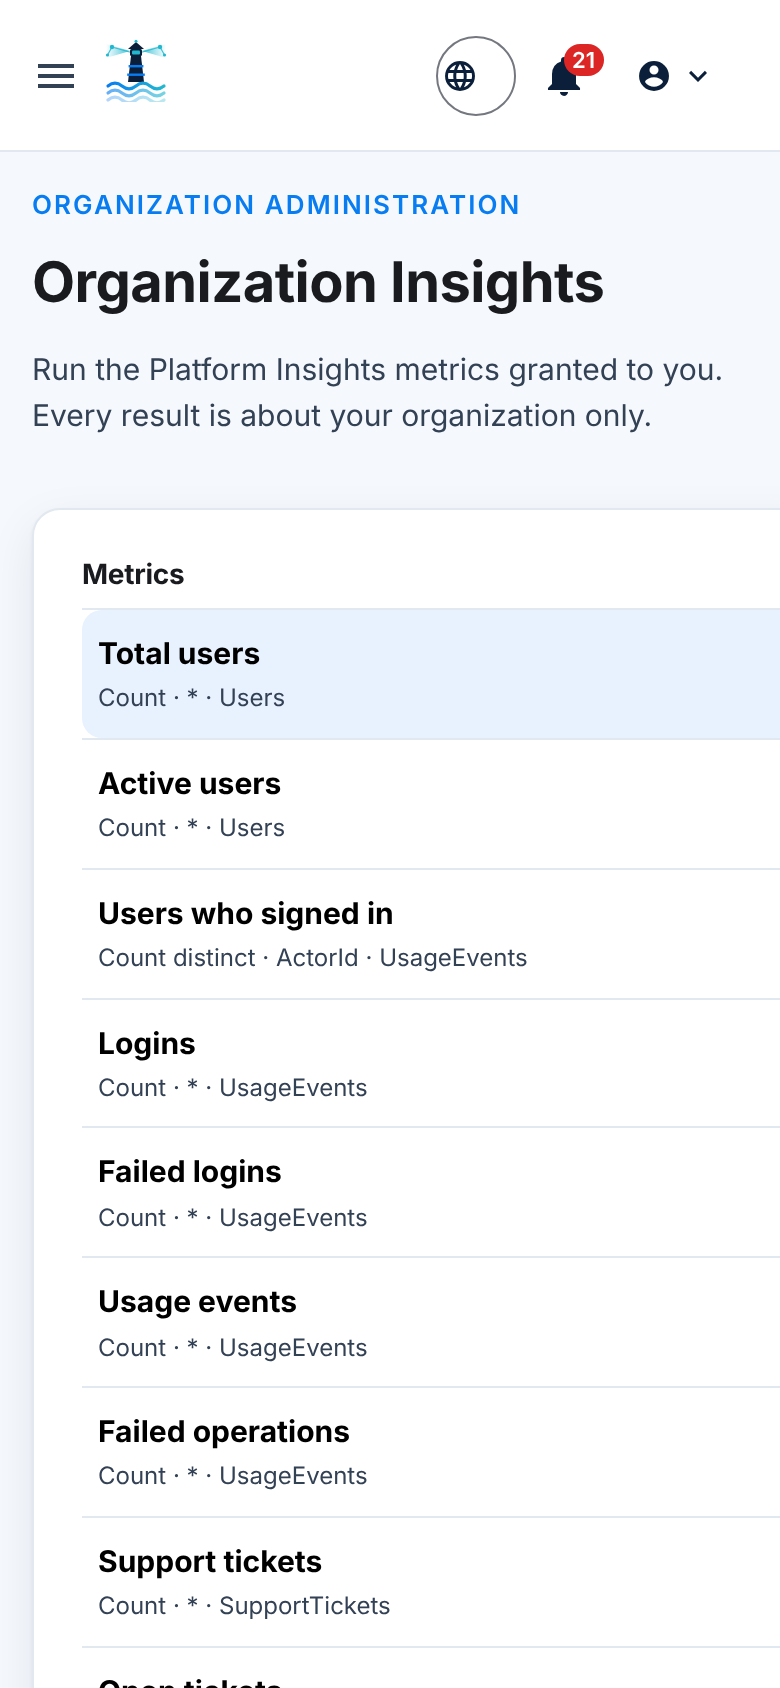 21
ORGANIZATION ADMINISTRATION
Organization Insights
Run the Platform Insights metrics granted to you.
Every result is about your organization only.
Metrics
Total users
Count · * · Users
Active users
Count · * · Users
Users who signed in
Count distinct · ActorId · UsageEvents
Logins
Count · * · UsageEvents
Failed logins
Count · * · UsageEvents
Usage events
Count · * · UsageEvents
Failed operations
Count · * · UsageEvents
Support tickets
Count · * · SupportTickets
Open tickets